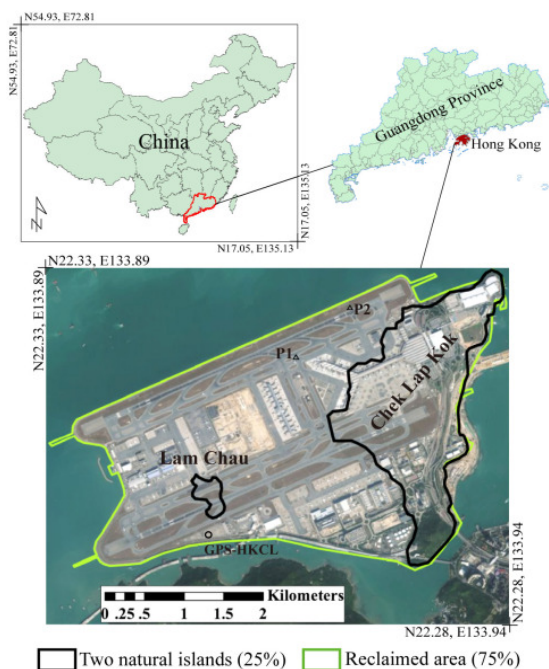 N54.93, E72.81
N54.93, E72.81
China
Guangdong Province
Hong Kong
N17.05, E135.13
N17.05, E135.13
N22.33, E133.89
N22.33, E133.89
P2
P1
Chek Lap Kok
Lam Chau
GPS-HKCL
Kilometers
0 .25 .5 1 2
N22.28, E133.94
N22.28, E133.94
Two natural islands (25%) Reclaimed area (75%)